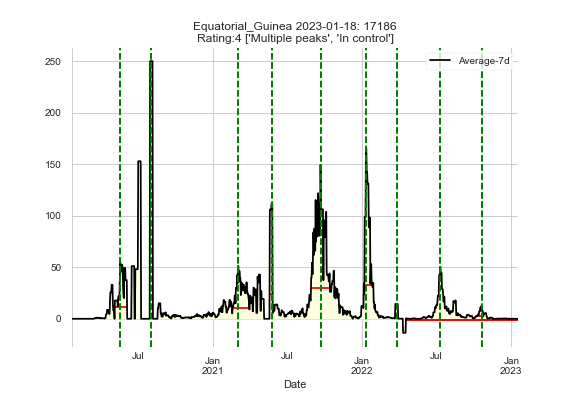 Equatorial_Guinea 2023-01-18: 17186
Rating:4 ['Multiple peaks', 'In control']
Average-7d
250
200
150
100
50
0
Jul
Jan
2021
Jul
Jan
2022
Jul
Jan
2023
Date